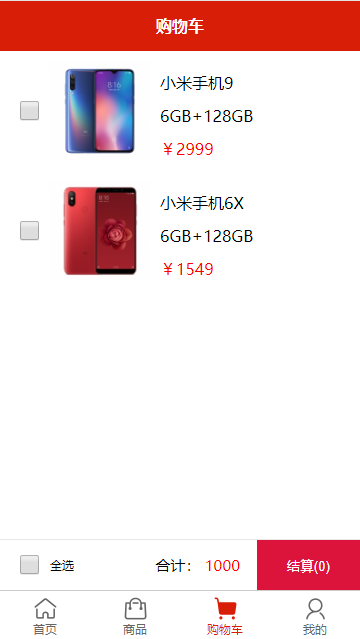 购物车
小米手机9
6GB+128GB
￥2999
小米手机6X
6GB+128GB
￥1549
全选 合计： 1000 结算(0)
首页 商品 购物车 我的